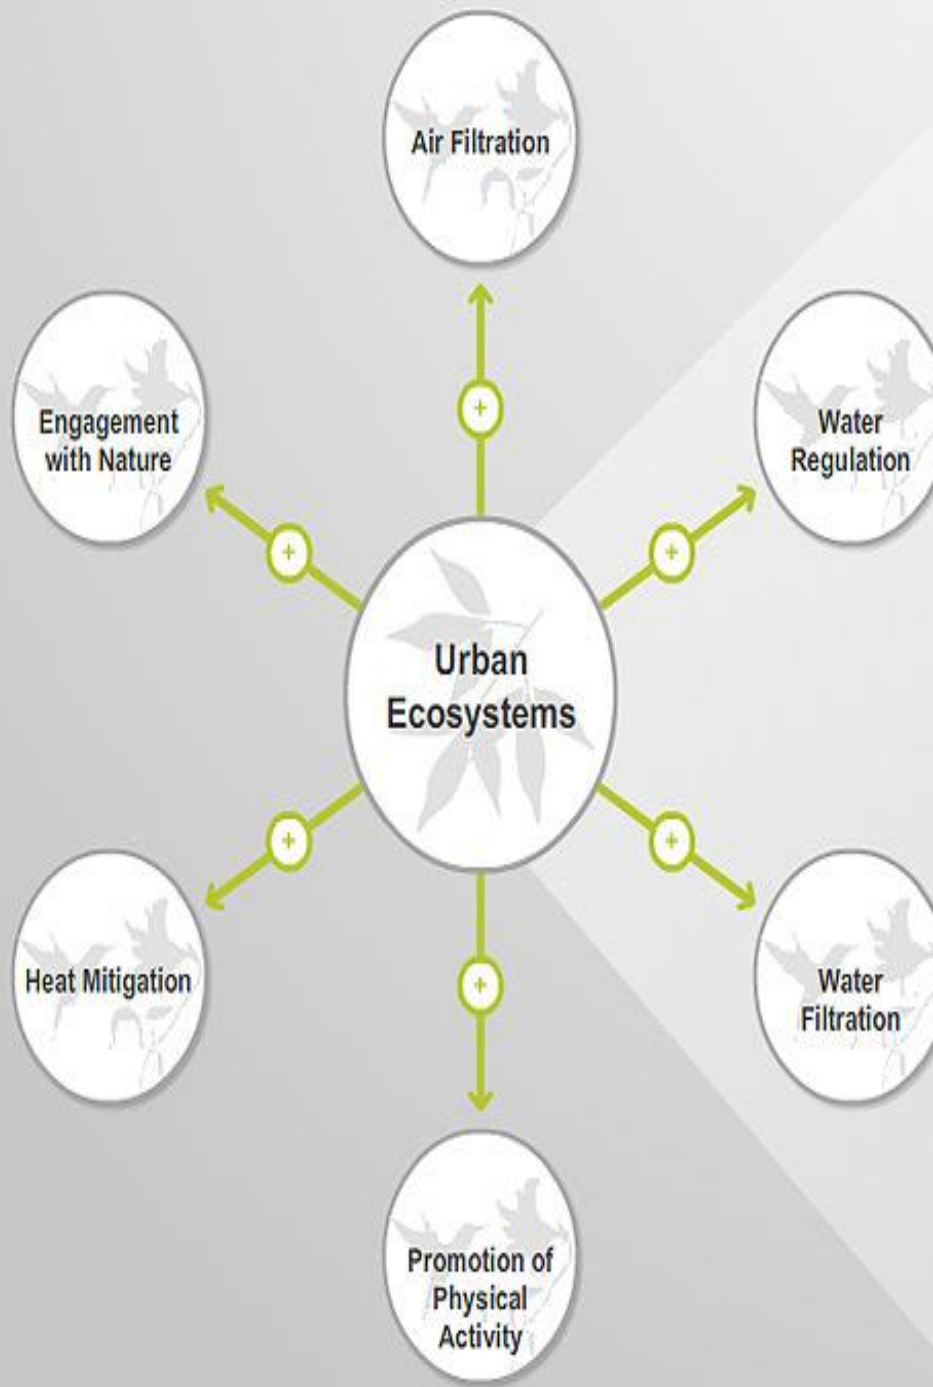 Air Filtration
Engagement
with Nature
Water
Regulation
+
+
+
Urban
Ecosystems
+
+
+
Heat Mitigation
Water
Filtration
Promotion of
Physical
Activity